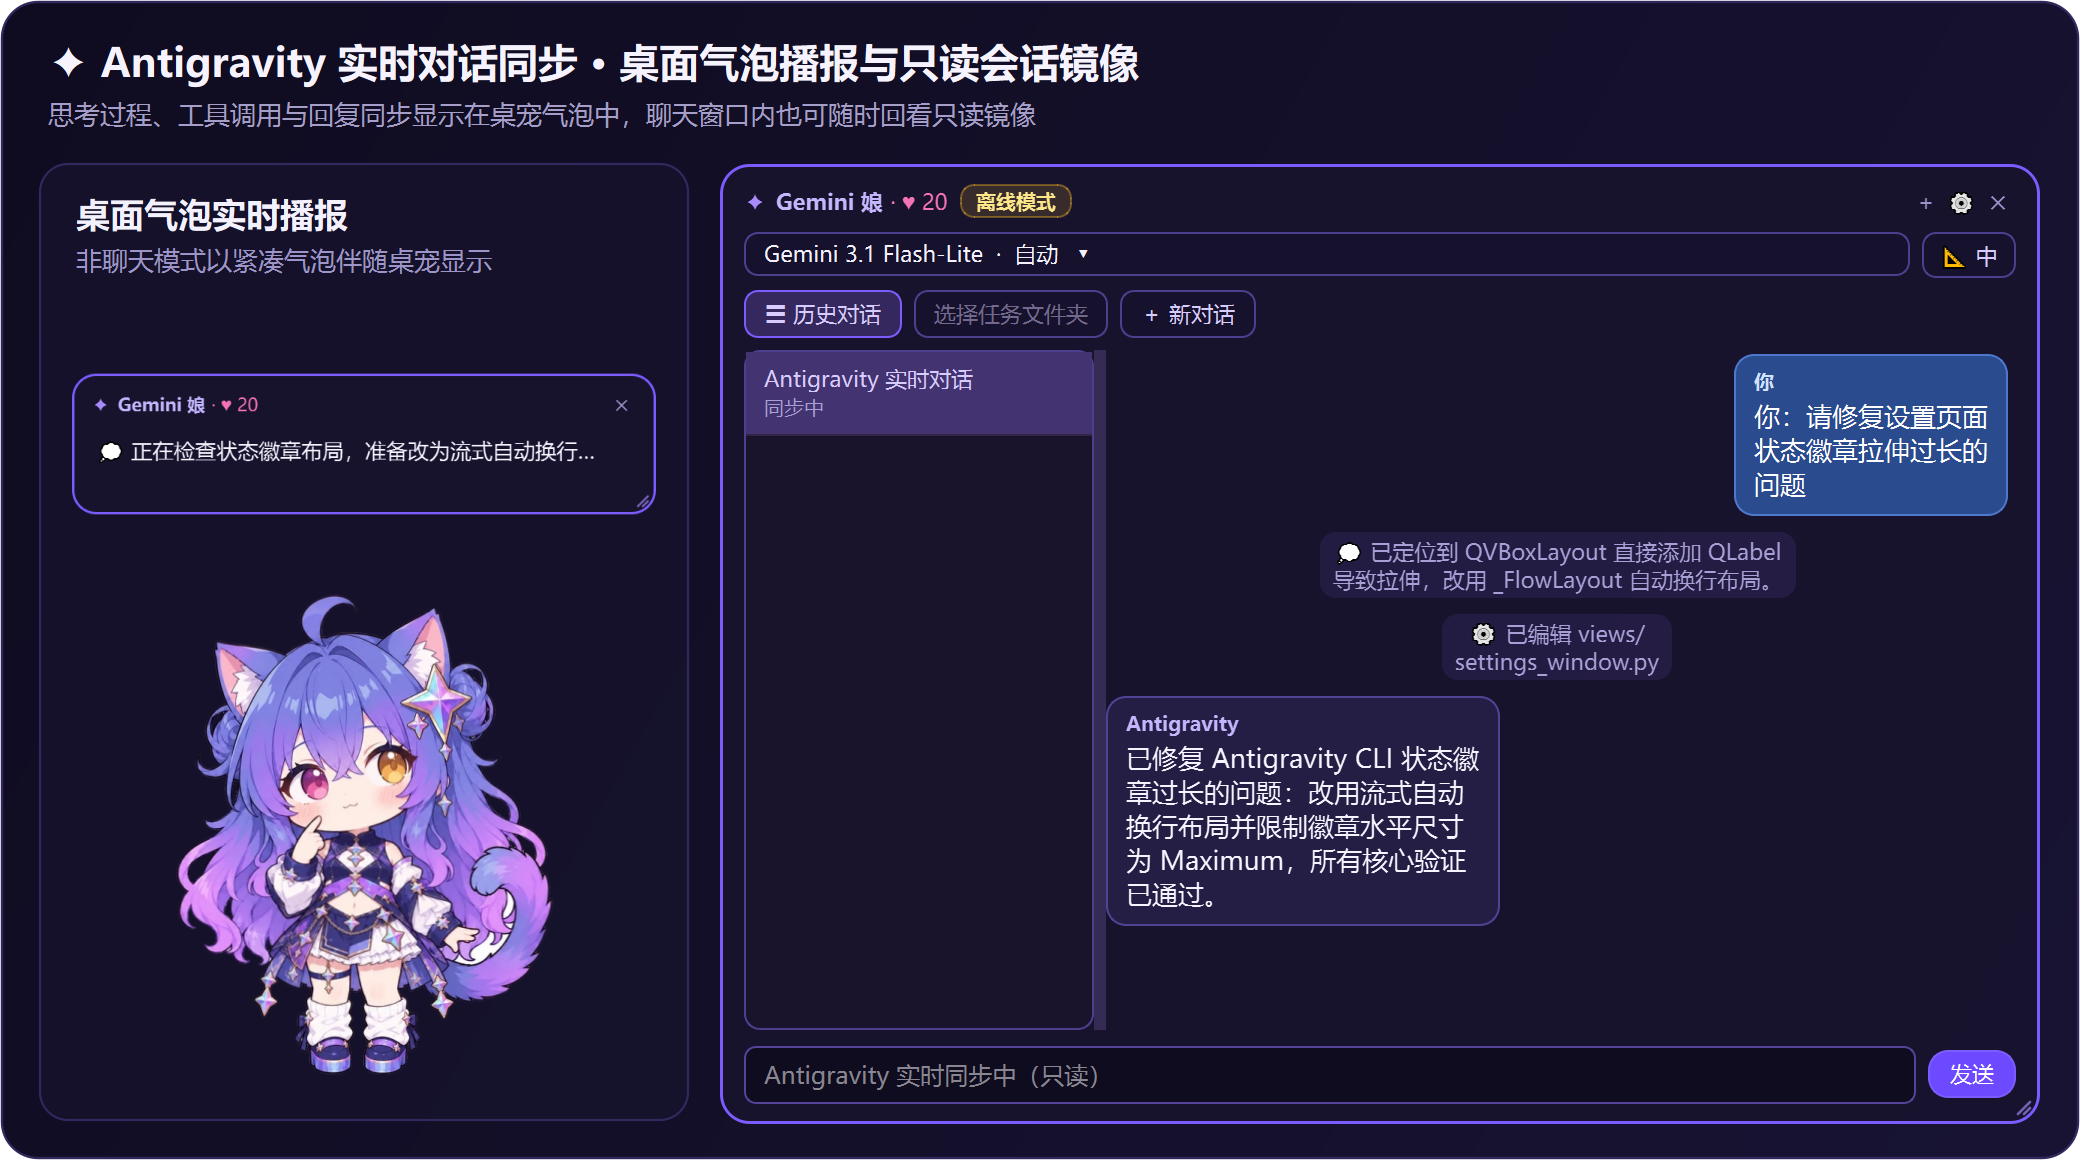 ✦ Antigravity 实时对话同步 • 桌面气泡播报与只读会话镜像
思考过程、工具调用与回复同步显示在桌宠气泡中，聊天窗口内也可随时回看只读镜像
桌面气泡实时播报
非聊天模式以紧凑气泡伴随桌宠显示
✦ Gemini 娘 · ♥ 20 ×
💭 正在检查状态徽章布局，准备改为流式自动换行...
✦ Gemini 娘 · ♥ 20 离线模式 + ⚙ ×
Gemini 3.1 Flash-Lite · 自动 ▾
📐 中
☰ 历史对话 选择任务文件夹 + 新对话
Antigravity 实时对话
同步中
你
你：请修复设置页面
状态徽章拉伸过长的
问题
💭 已定位到 QVBoxLayout 直接添加 QLabel
导致拉伸，改用 _FlowLayout 自动换行布局。
⚙ 已编辑 views/
settings_window.py
Antigravity
已修复 Antigravity CLI 状态徽
章过长的问题：改用流式自动
换行布局并限制徽章水平尺寸
为 Maximum，所有核心验证
已通过。
Antigravity 实时同步中（只读）
发送